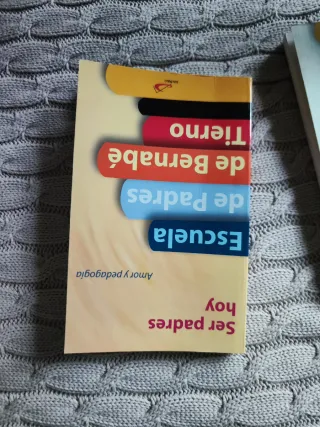 Ser padres
hoy
Amor y pedagogía
Escuela
de Padres
de Bernabé
Tierno